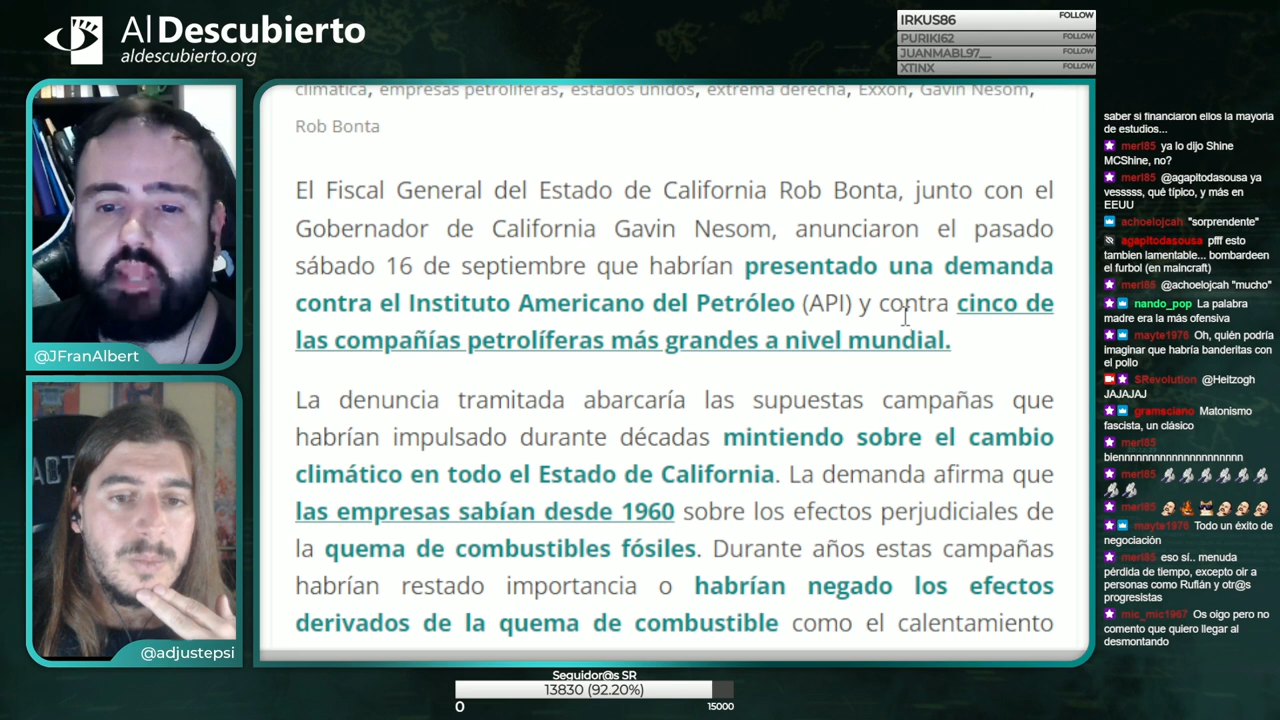 Al Descubierto
aldescubierto.org
IRKUS86 FOLLOW
PURIKI62 FOLLOW
JUANMABL97__ FOLLOW
XTINX FOLLOW
@JFranAlbert
@adjustepsi
climática, empresas petrolíferas, estados unidos, extrema derecha, Exxon, Gavin Nesom,
Rob Bonta
El Fiscal General del Estado de California Rob Bonta, junto con el
Gobernador de California Gavin Nesom, anunciaron el pasado
sábado 16 de septiembre que habrían presentado una demanda
contra el Instituto Americano del Petróleo (API) y contra cinco de
las compañías petrolíferas más grandes a nivel mundial.
La denuncia tramitada abarcaría las supuestas campañas que
habrían impulsado durante décadas mintiendo sobre el cambio
climático en todo el Estado de California. La demanda afirma que
las empresas sabían desde 1960 sobre los efectos perjudiciales de
la quema de combustibles fósiles. Durante años estas campañas
habrían restado importancia o habrían negado los efectos
derivados de la quema de combustible como el calentamiento
saber si financiaron ellos la mayoria
de estudios...
merl85 ya lo dijo Shine
MCShine, no?
merl85 @agapitodasousa ya
vessss, qué típico, y más en
EEUU
achoelojcah "sorprendente"
agapitodasousa pfff esto
tambien lamentable... bombardeen
el furbol (en maincraft)
merl85 @achoelojcah "mucho"
nando_pop La palabra
madre era la más ofensiva
mayte1976 Oh, quién podría
imaginar que habría banderitas con
el pollo
SRevolution @Heitzogh
JAJAJAJ
gramsciano Matonismo
fascista, un clásico
merl85
biennnnnnnnnnnnnnnnnnnnn
merl85
merl85
mayte1976 Todo un éxito de
negociación
merl85 eso sí.. menuda
pérdida de tiempo, excepto oir a
personas como Rufián y otr@s
progresistas
mic_mic1967 Os oigo pero no
comento que quiero llegar al
desmontando
Seguidor@s SR
13830 (92.20%)
0 15000